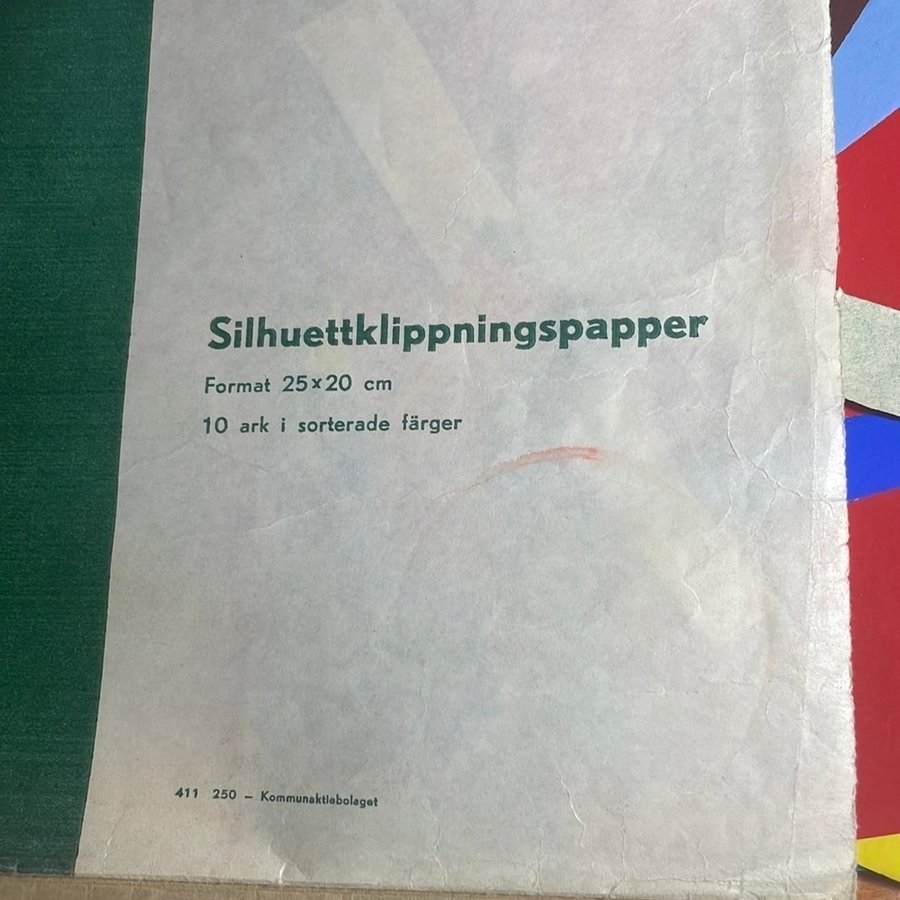 Silhuettklippningspapper
Format 25×20 cm
10 ark i sorterade färger
411 250 – Kommunaktiebolaget